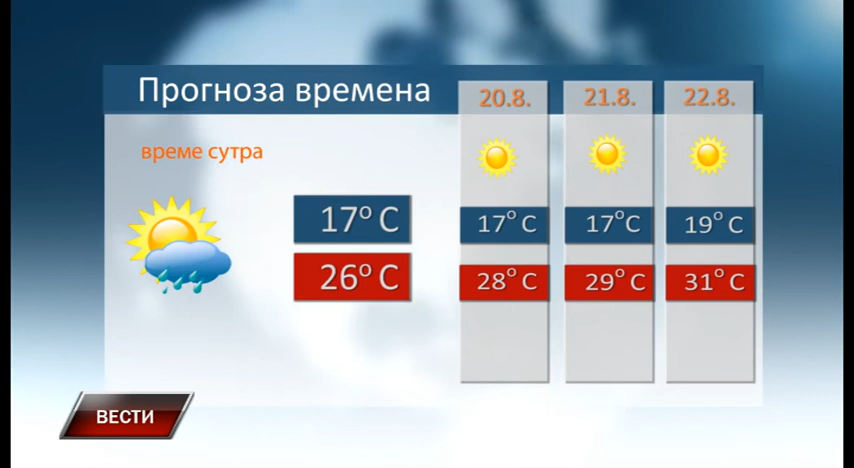 Прогноза времена
време сутра
17° C
26° C
20.8.
17° C
28° C
21.8.
17°C
29° C
22.8.
19° C
31° C
ВЕСТИ